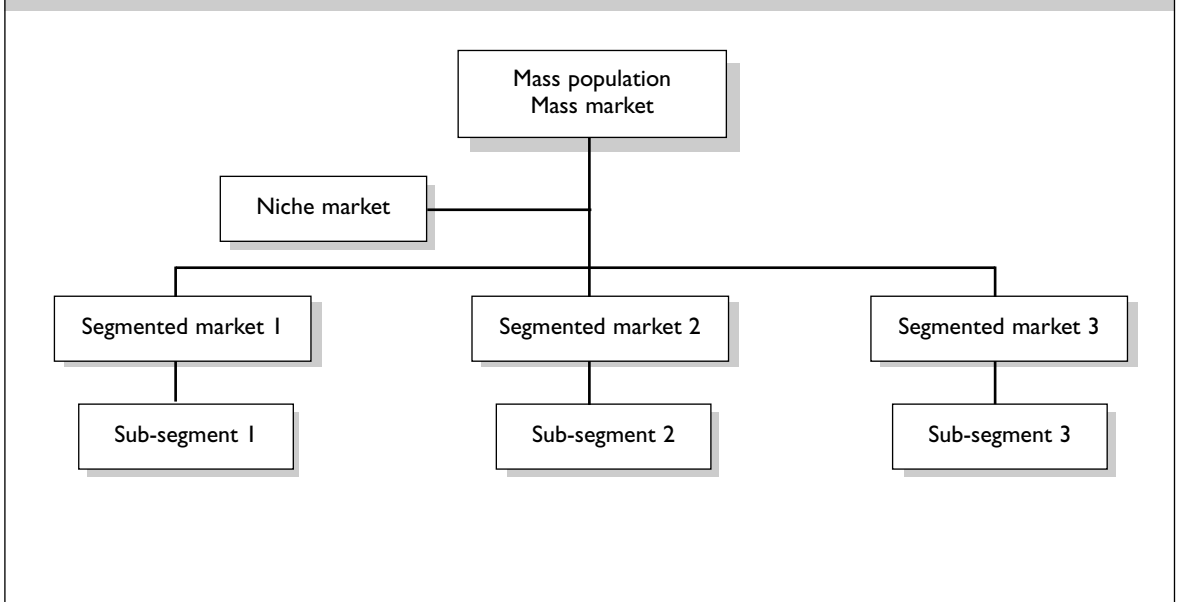 Mass population
Mass market
Niche market
Segmented market 1
Segmented market 2
Segmented market 3
Sub-segment 1
Sub-segment 2
Sub-segment 3